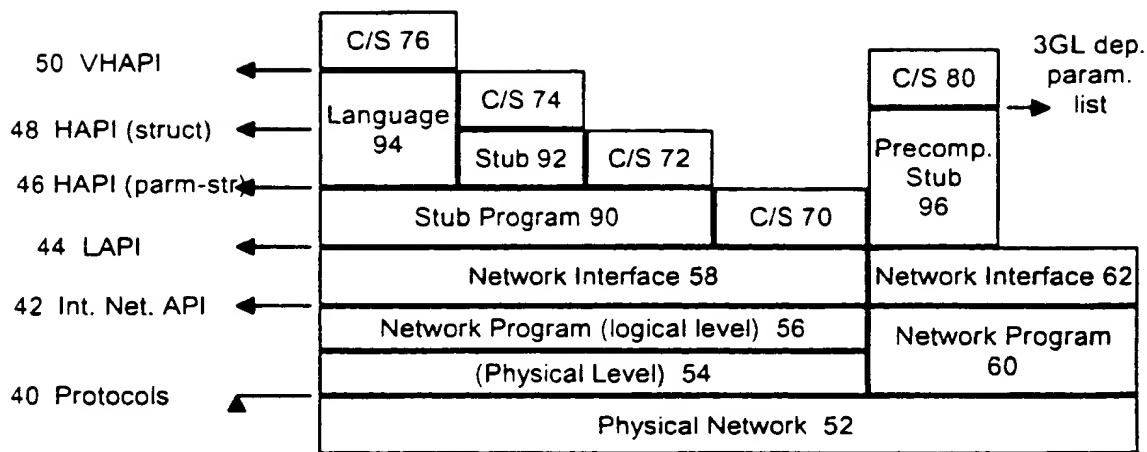 C/S 76
3GL dep.
param.
list
50 VHAPI
C/S 74
C/S 80
48 HAPI (struct)
Language
94
Stub 92
C/S 72
Precomp.
Stub
96
46 HAPI (parm-str)
Stub Program 90
C/S 70
44 LAPI
Network Interface 58
Network Interface 62
42 Int. Net. API
Network Program (logical level) 56
Network Program
60
(Physical Level) 54
40 Protocols
Physical Network 52